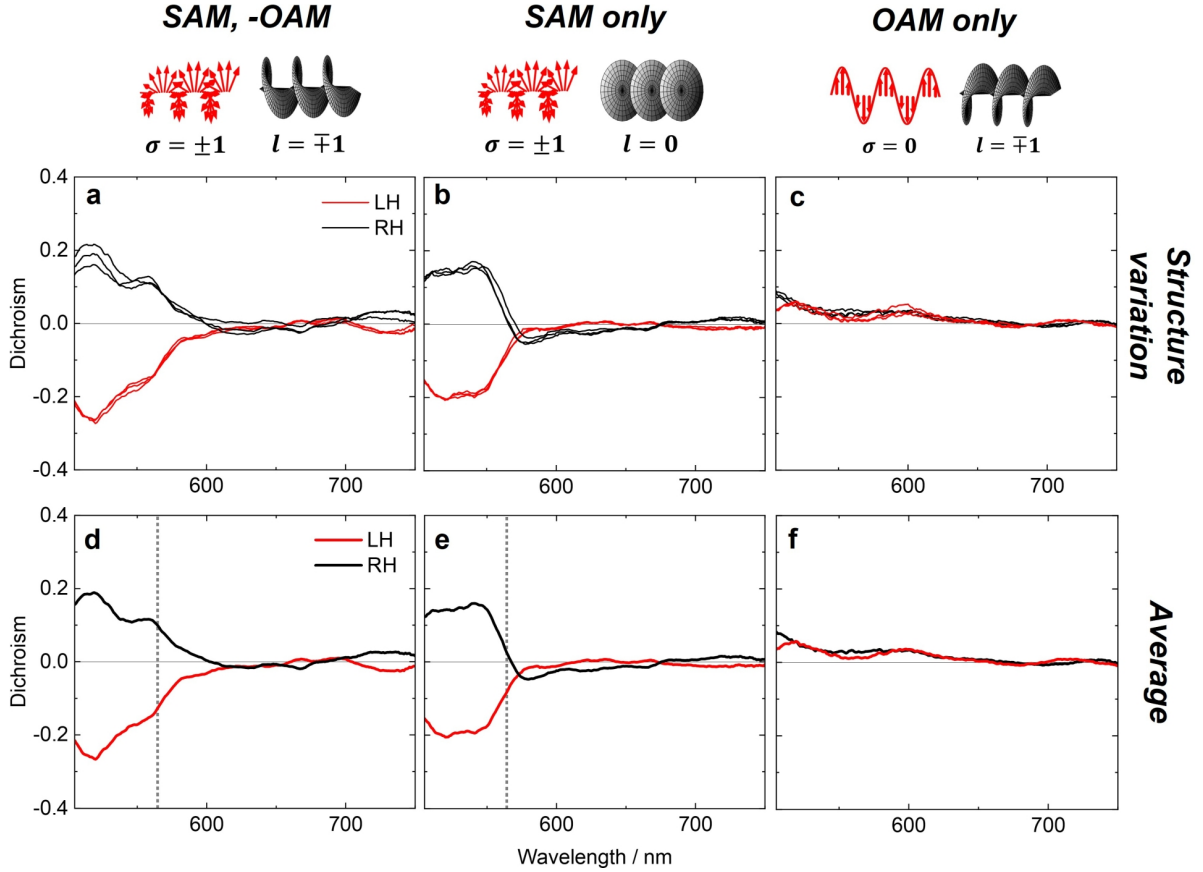 SAM, -OAM
SAM only
OAM only
σ = ±1
l = ∓1
σ = ±1
l = 0
σ = 0
l = ∓1
a
LH
RH
b
c
0.4
0.2
0.0
-0.2
-0.4
Dichroism
600
700
600
700
600
700
Structure
variation
d
LH
RH
e
f
0.4
0.2
0.0
-0.2
-0.4
Dichroism
600
700
600
700
600
700
Average
Wavelength / nm